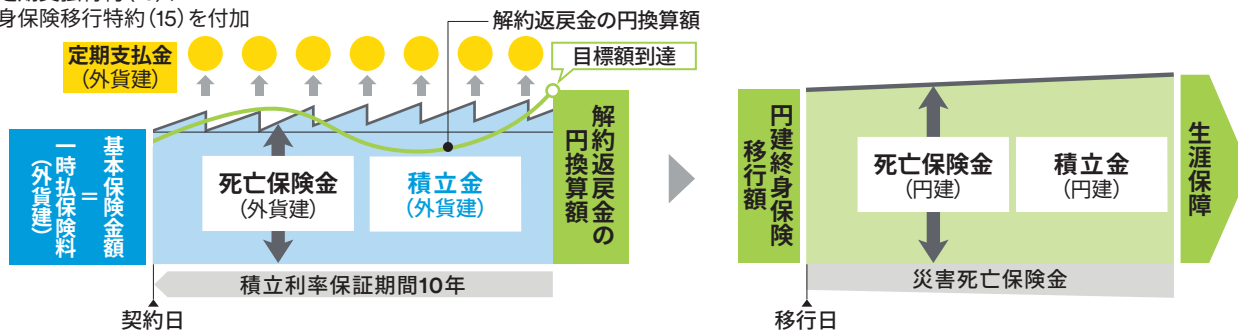 身保険移行特約(15)を付加
定期支払金
(外貨建)
解約返戻金の円換算額
目標額到達
基本保険金額
=
一時払保険料
(外貨建)
死亡保険金
(外貨建)
積立金
(外貨建)
解約返戻金の
円換算額
積立利率保証期間10年
契約日
円建終身保険
移行額
死亡保険金
(円建)
積立金
(円建)
生涯保障
災害死亡保険金
移行日